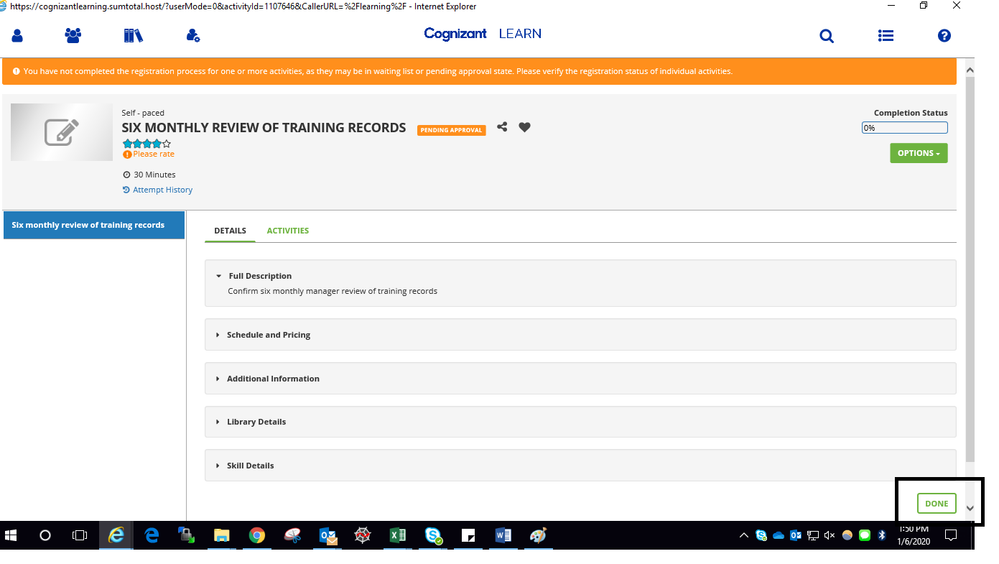 https://cognizantlearning.sumtotal.host/?userMode=0&activityId=1107646&CallerURL=%2Flearning%2F - Internet Explorer
Cognizant LEARN
You have not completed the registration process for one or more activities, as they may be in waiting list or pending approval state. Please verify the registration status of individual activities.
Self - paced
SIX MONTHLY REVIEW OF TRAINING RECORDS PENDING APPROVAL
Please rate
30 Minutes
Attempt History
Completion Status
0%
OPTIONS
Six monthly review of training records
DETAILS ACTIVITIES
Full Description
Confirm six monthly manager review of training records
Schedule and Pricing
Additional Information
Library Details
Skill Details
DONE
1:50 PM
1/6/2020